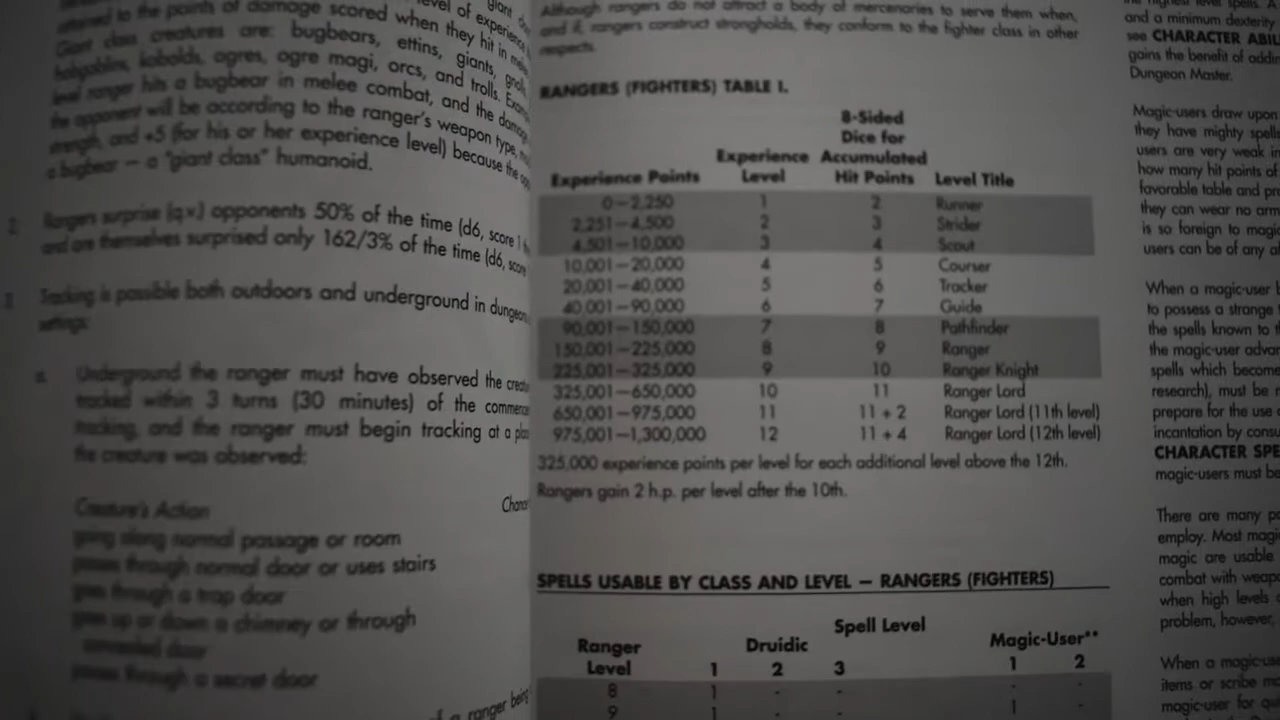 level of experience
to the points of damage scored when they hit in
Giant class creatures are: bugbears, ettins, giants,
kobolds, ogres, ogre magi, orcs, and trolls.
level ranger hits a bugbear in melee combat, and the
the opponent will be according to the ranger's weapon type,
strength, and +5 (for his or her experience level) because the
a bugbear — a "giant class" humanoid.
Rangers surprise (q.v.) opponents 50% of the time (d6, score 1
and are themselves surprised only 162/3% of the time (d6, score
Tracking is possible both outdoors and underground in
settings:
a. Underground the ranger must have observed the
tracked within 3 turns (30 minutes) of the
tracking, and the ranger must begin tracking at a
the creature was observed:
Creature's Action
going along normal passage or room
passes through normal door or uses stairs
goes through a trap door
goes up or down a chimney or through
concealed door
passes through a secret door
a ranger being
Although rangers do not attract a body of mercenaries to serve them when,
and if, rangers construct strongholds, they conform to the fighter class in other
respects.
RANGERS (FIGHTERS) TABLE I.
8-Sided
Dice for
Experience Accumulated
Experience Points Level Hit Points Level Title
0—2,250 1 2 Runner
2,251—4,500 2 3 Strider
4,501—10,000 3 4 Scout
10,001—20,000 4 5 Courser
20,001—40,000 5 6 Tracker
40,001—90,000 6 7 Guide
90,001—150,000 7 8 Pathfinder
150,001—225,000 8 9 Ranger
225,001—325,000 9 10 Ranger Knight
325,001—650,000 10 11 Ranger Lord
650,001—975,000 11 11 + 2 Ranger Lord (11th level)
975,001—1,300,000 12 11 + 4 Ranger Lord (12th level)
325,000 experience points per level for each additional level above the 12th.
Rangers gain 2 h.p. per level after the 10th.
SPELLS USABLE BY CLASS AND LEVEL — RANGERS (FIGHTERS)
Spell Level
Ranger Druidic Magic-User**
Level 1 2 3 1 2
8 1 - - - -
9 1 - - 1 -
and a minimum dexterity
see CHARACTER
gains the benefit of
Dungeon Master.
Magic-users draw upon
they have mighty
users are very weak
how many hit points of
favorable table and
they can wear no
is so foreign to
users can be of any
When a magic-user
to possess a strange
the spells known to
the magic-user
spells which become
research), must be
prepare for the use
incantation by
CHARACTER
magic-users must
There are many
employ. Most
magic are usable.
combat with
when high levels
problem, however,
When a
items or scribe
magic-user for